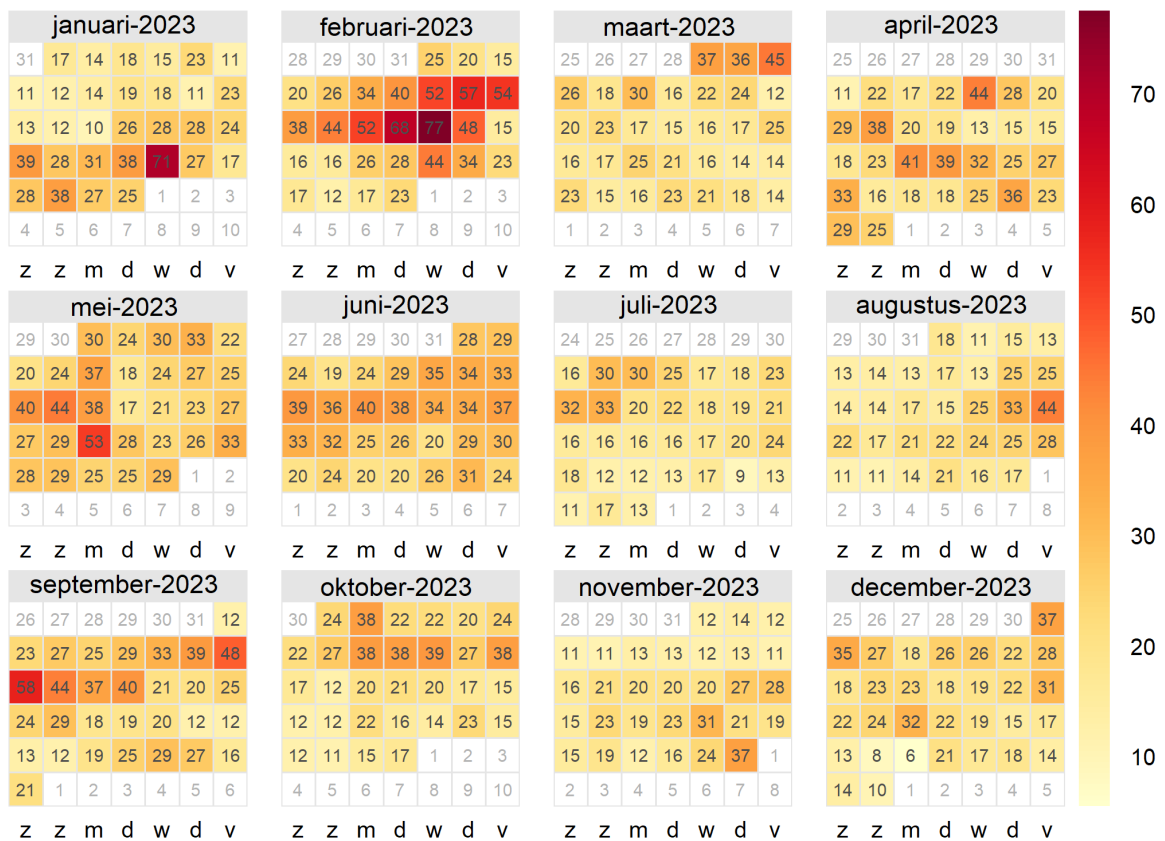 januari-2023
31 17 14 18 15 23 11
11 12 14 19 18 11 23
13 12 10 26 28 28 24
39 28 31 38 71 27 17
28 38 27 25 1 2 3
4 5 6 7 8 9 10
z z m d w d v
februari-2023
28 29 30 31 25 20 15
20 26 34 40 52 57 54
38 44 52 68 77 48 15
16 16 26 28 44 34 23
17 12 17 23 1 2 3
4 5 6 7 8 9 10
z z m d w d v
maart-2023
25 26 27 28 37 36 45
26 18 30 16 22 24 12
20 23 17 15 16 17 25
16 17 25 21 16 14 14
23 15 16 23 21 18 14
1 2 3 4 5 6 7
z z m d w d v
april-2023
25 26 27 28 29 30 31
11 22 17 22 44 28 20
29 38 20 19 13 15 15
18 23 41 39 32 25 27
33 16 18 18 25 36 23
29 25 1 2 3 4 5
z z m d w d v
70
60
50
40
30
20
10
mei-2023
29 30 30 24 30 33 22
20 24 37 18 24 27 25
40 44 38 17 21 23 27
27 29 53 28 23 26 33
28 29 25 25 29 1 2
3 4 5 6 7 8 9
z z m d w d v
juni-2023
27 28 29 30 31 28 29
24 19 24 29 35 34 33
39 36 40 38 34 34 37
33 32 25 26 20 29 30
20 24 20 20 26 31 24
1 2 3 4 5 6 7
z z m d w d v
juli-2023
24 25 26 27 28 29 30
16 30 30 25 17 18 23
32 33 20 22 18 19 21
16 16 16 16 17 20 24
18 12 12 13 17 9 13
11 17 13 1 2 3 4
z z m d w d v
augustus-2023
29 30 31 18 11 15 13
13 14 13 17 13 25 25
14 14 17 15 25 33 44
22 17 21 22 24 25 28
11 11 14 21 16 17 1
2 3 4 5 6 7 8
z z m d w d v
september-2023
26 27 28 29 30 31 12
23 27 25 29 33 39 48
58 44 37 40 21 20 25
24 29 18 19 20 12 12
13 12 19 25 29 27 16
21 1 2 3 4 5 6
z z m d w d v
oktober-2023
30 24 38 22 22 20 24
22 27 38 38 39 27 38
17 12 20 21 20 17 15
12 12 22 16 14 23 15
12 11 15 17 1 2 3
4 5 6 7 8 9 10
z z m d w d v
november-2023
28 29 30 31 12 14 12
11 11 13 13 12 13 11
16 21 20 20 20 27 28
15 23 19 23 31 21 19
15 19 12 16 24 37 1
2 3 4 5 6 7 8
z z m d w d v
december-2023
25 26 27 28 29 30 37
35 27 18 26 26 22 28
18 23 23 18 19 22 31
22 24 32 22 19 15 17
13 8 6 21 17 18 14
14 10 1 2 3 4 5
z z m d w d v